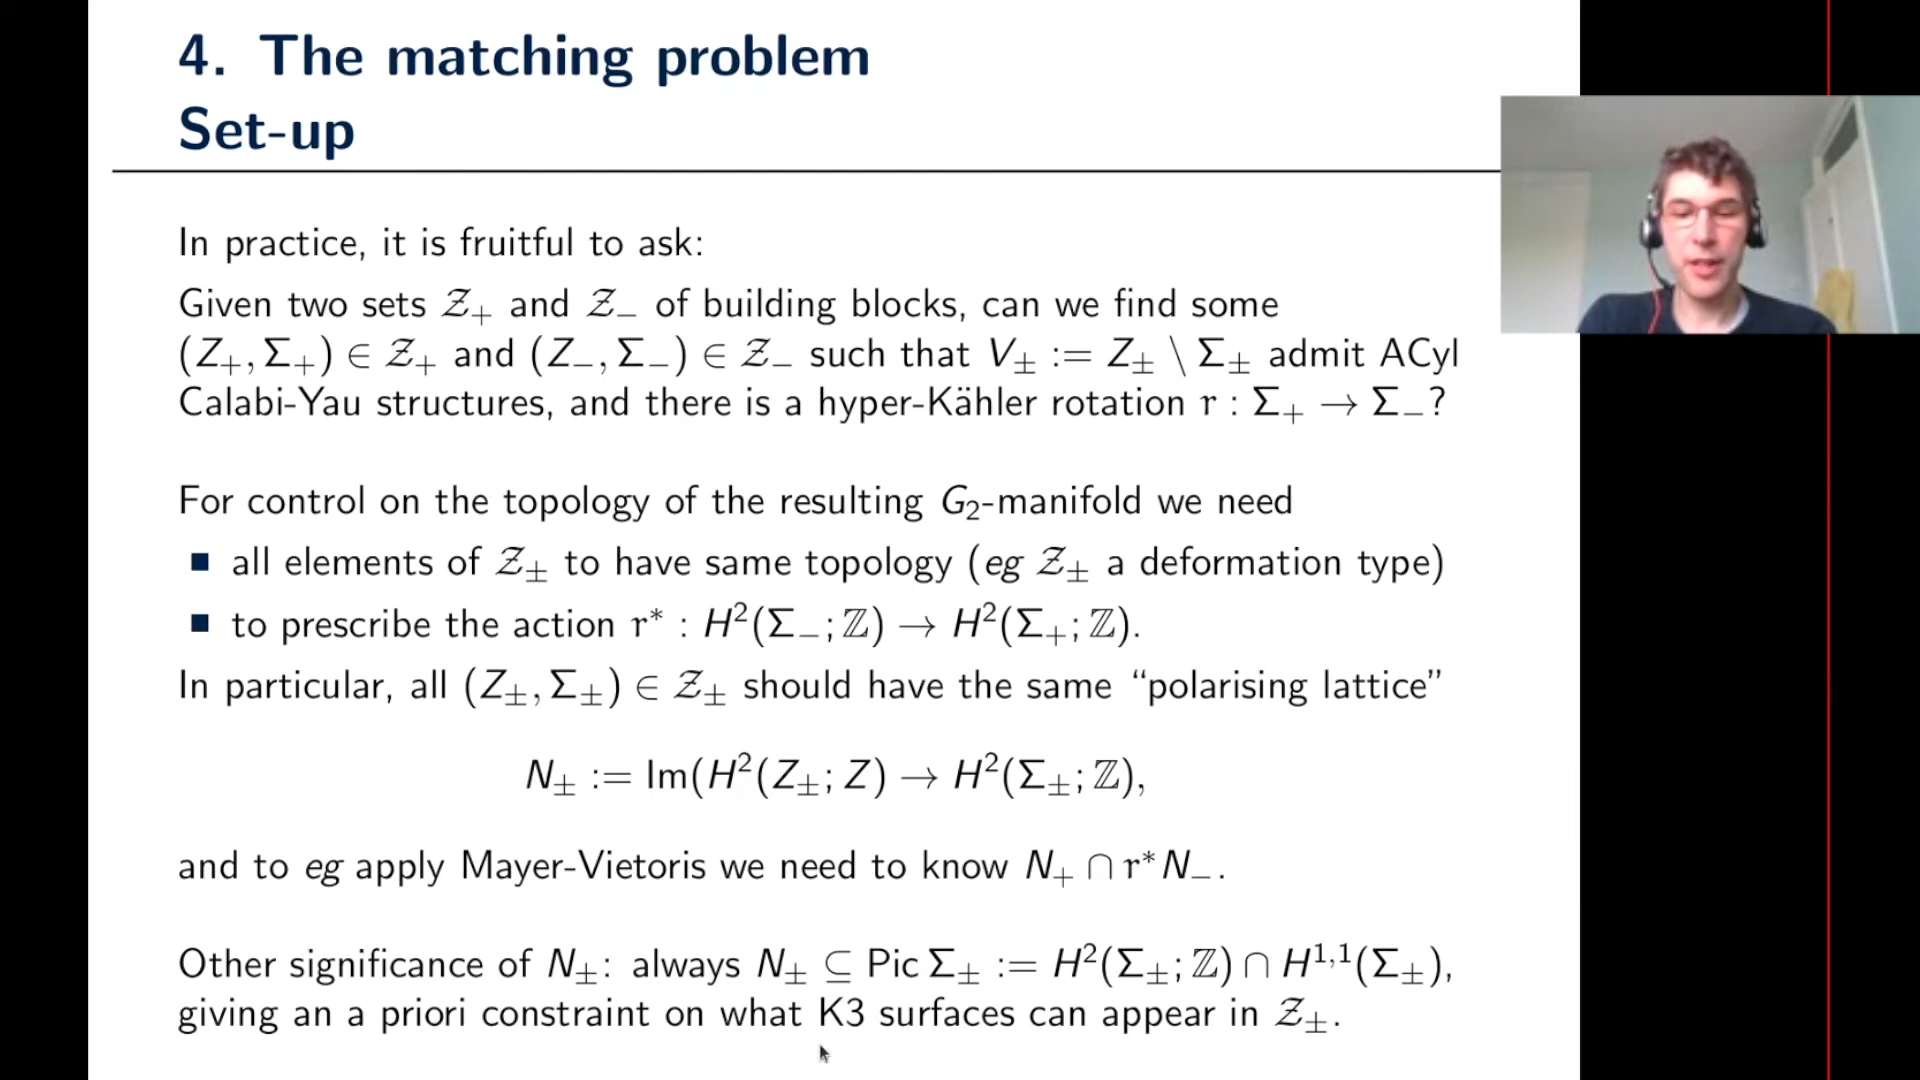 4. The matching problem
Set-up
In practice, it is fruitful to ask:
Given two sets 𝒵₊ and 𝒵₋ of building blocks, can we find some
(Z₊, Σ₊) ∈ 𝒵₊ and (Z₋, Σ₋) ∈ 𝒵₋ such that V± := Z± \ Σ± admit ACyl
Calabi-Yau structures, and there is a hyper-Kähler rotation r : Σ₊ → Σ₋?
For control on the topology of the resulting G₂-manifold we need
■ all elements of 𝒵± to have same topology (eg 𝒵± a deformation type)
■ to prescribe the action r* : H²(Σ₋; ℤ) → H²(Σ₊; ℤ).
In particular, all (Z±, Σ±) ∈ 𝒵± should have the same “polarising lattice”
N± := Im(H²(Z±; Z) → H²(Σ±; ℤ),
and to eg apply Mayer-Vietoris we need to know N₊ ∩ r*N₋.
Other significance of N±: always N± ⊆ Pic Σ± := H²(Σ±; ℤ) ∩ H¹,¹(Σ±),
giving an a priori constraint on what K3 surfaces can appear in 𝒵±.